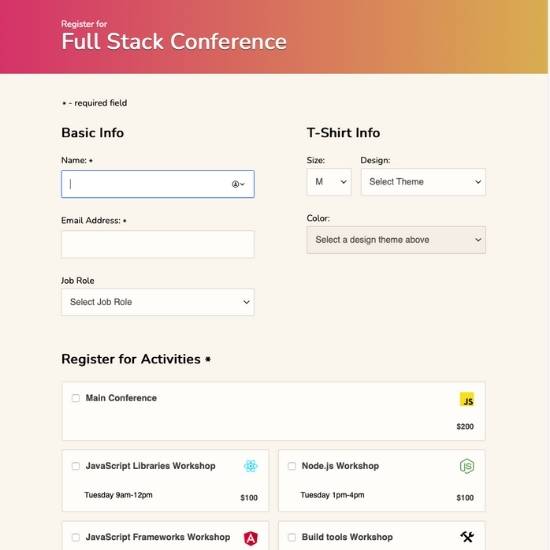 Register for
Full Stack Conference
* - required field
Basic Info
Name: *
Email Address: *
Job Role
Select Job Role
T-Shirt Info
Size:
Design:
M
Select Theme
Color:
Select a design theme above
Register for Activities *
Main Conference
JS
$200
JavaScript Libraries Workshop
Tuesday 9am-12pm
$100
Node.js Workshop
JS
Tuesday 1pm-4pm
$100
JavaScript Frameworks Workshop
A
Build tools Workshop